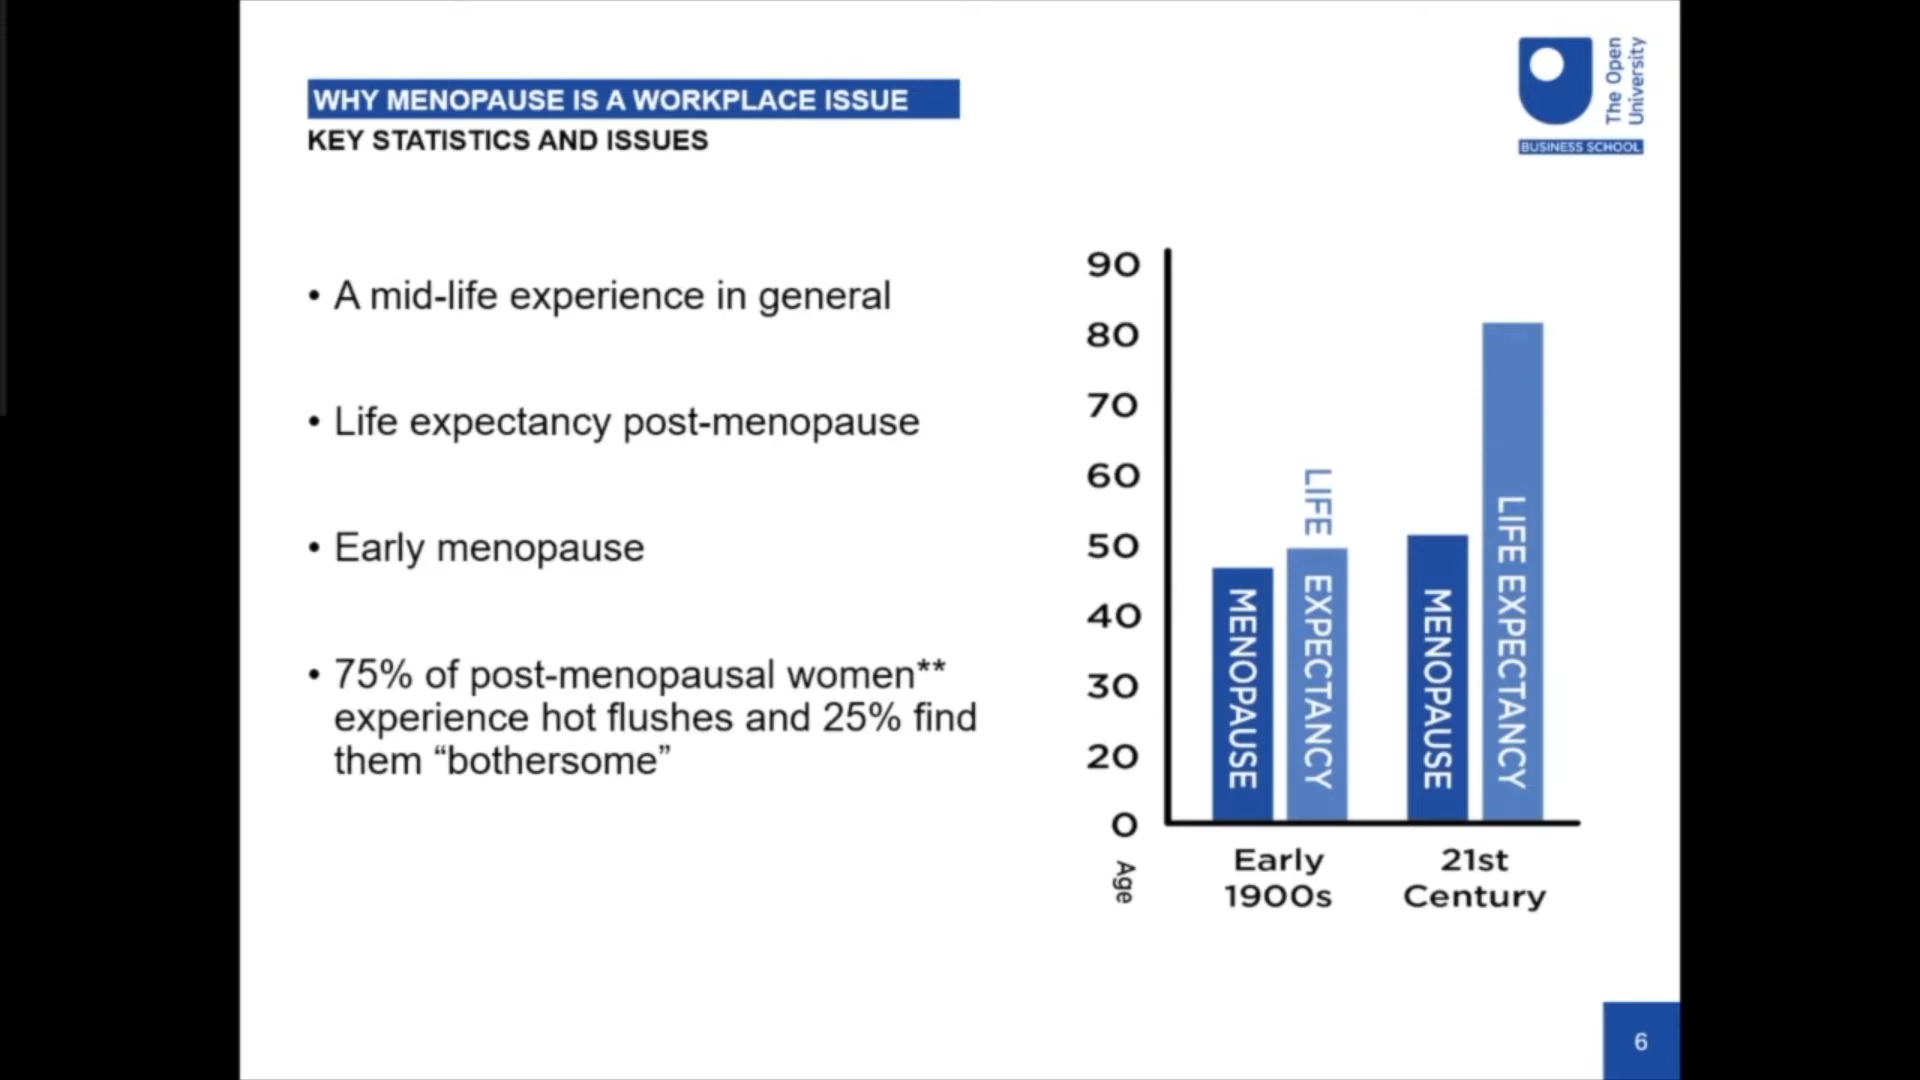 WHY MENOPAUSE IS A WORKPLACE ISSUE
KEY STATISTICS AND ISSUES
The Open
University
BUSINESS SCHOOL
• A mid-life experience in general
• Life expectancy post-menopause
• Early menopause
• 75% of post-menopausal women**
experience hot flushes and 25% find
them “bothersome”
90
80
70
60
50
40
30
20
0
Age
MENOPAUSE
LIFE EXPECTANCY
MENOPAUSE
LIFE EXPECTANCY
Early
1900s
21st
Century
6